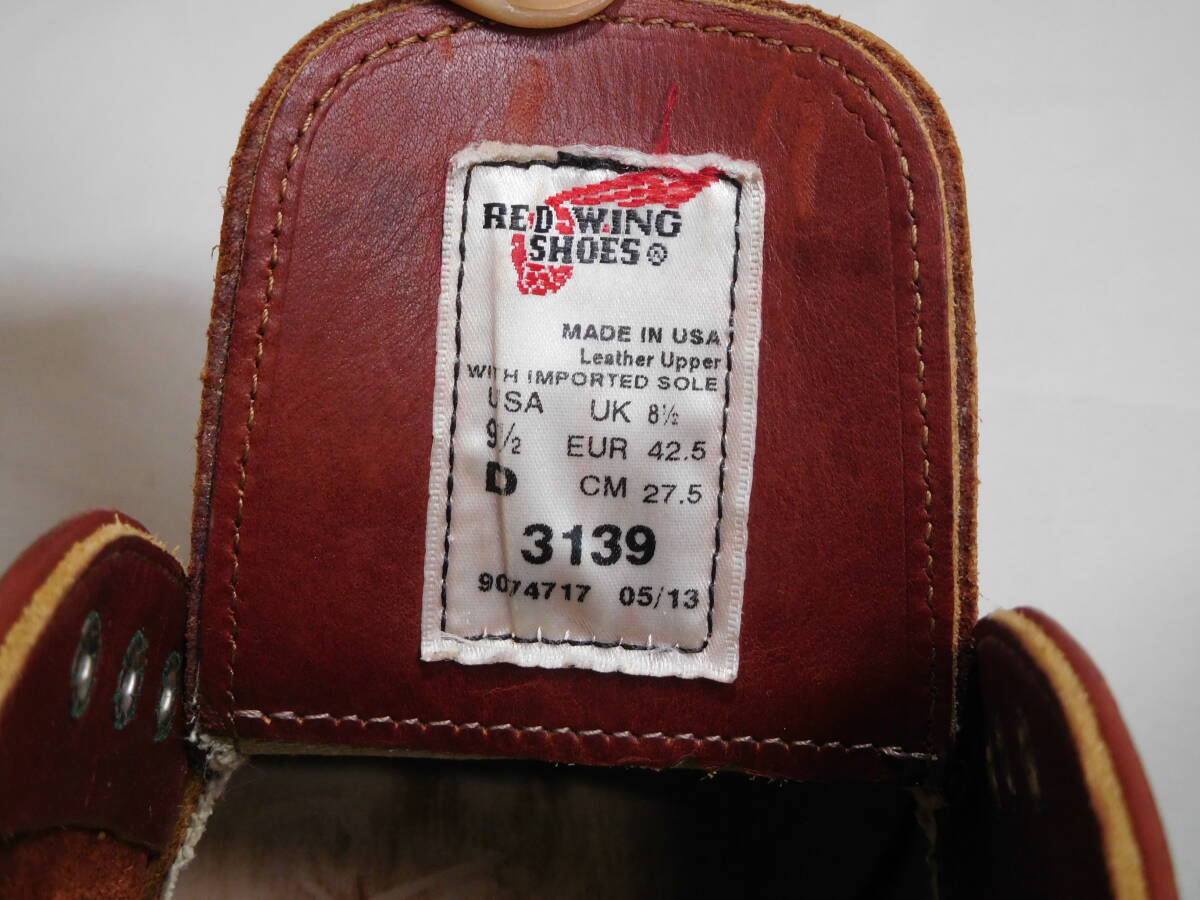 RED WING
SHOES®
MADE IN USA
Leather Upper
WITH IMPORTED SOLE
USA UK 8½
9½ EUR 42.5
D CM 27.5
3139
9074717 05/13